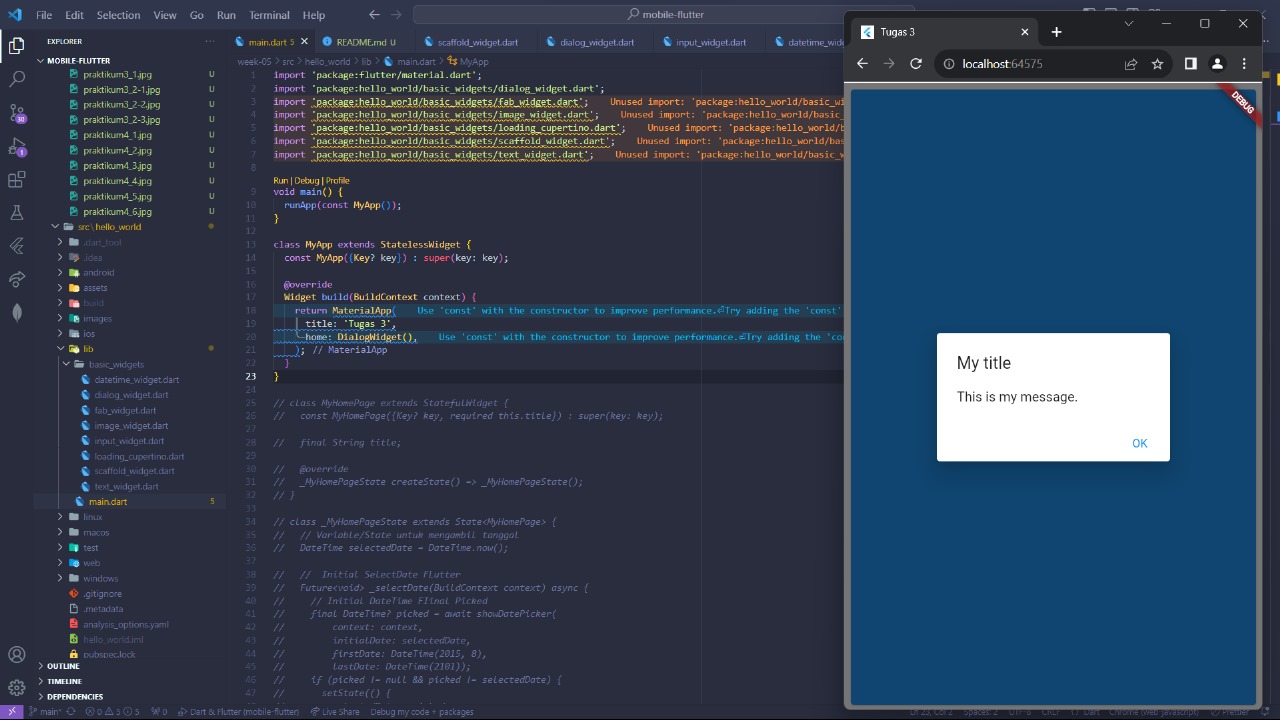 File Edit Selection View Go Run Terminal Help
mobile-flutter
EXPLORER
MOBILE-FLUTTER
praktikum3_1.jpg U
praktikum3_2-1.jpg U
praktikum3_2-2.jpg U
praktikum3_2-3.jpg U
praktikum4_1.jpg U
praktikum4_2.jpg U
praktikum4_3.jpg U
praktikum4_4.jpg U
praktikum4_5.jpg U
praktikum4_6.jpg U
src\hello_world
.dart_tool
.idea
android
assets
build
images
ios
lib
basic_widgets
datetime_widget.dart
dialog_widget.dart
fab_widget.dart
image_widget.dart
input_widget.dart
loading_cupertino.dart
scaffold_widget.dart
text_widget.dart
main.dart 5
linux
macos
test
web
windows
.gitignore
.metadata
analysis_options.yaml
hello_world.iml
pubspec.lock
OUTLINE
TIMELINE
DEPENDENCIES
30
1
main.dart 5
README.md U
scaffold_widget.dart
dialog_widget.dart
input_widget.dart
week-05 > src > hello_world > lib > main.dart > MyApp
1 import 'package:flutter/material.dart';
2 import 'package:hello_world/basic_widgets/dialog_widget.dart';
3 import 'package:hello_world/basic_widgets/fab_widget.dart'; Unused import: 'package:hello_world/basic_w
4 import 'package:hello_world/basic_widgets/image_widget.dart'; Unused import: 'package:hello_world/basic_
5 import 'package:hello_world/basic_widgets/loading_cupertino.dart'; Unused import: 'package:hello_world/
6 import 'package:hello_world/basic_widgets/scaffold_widget.dart'; Unused import: 'package:hello_world/ba
7 import 'package:hello_world/basic_widgets/text_widget.dart'; Unused import: 'package:hello_world/basic_w
8
Run | Debug | Profile
9 void main() {
10 runApp(const MyApp());
11 }
12
13 class MyApp extends StatelessWidget {
14 const MyApp({Key? key}) : super(key: key);
15
16 @override
17 Widget build(BuildContext context) {
18 return MaterialApp( Use 'const' with the constructor to improve performance.⏎Try adding the 'const'
19 title: 'Tugas 3',
20 home: DialogWidget(), Use 'const' with the constructor to improve performance.⏎Try adding the 'con
21 ); // MaterialApp
22 }
23 }
24
25 // class MyHomePage extends StatefulWidget {
26 // const MyHomePage({Key? key, required this.title}) : super(key: key);
27
28 // final String title;
29
30 // @override
31 // _MyHomePageState createState() => _MyHomePageState();
32 // }
33
34 // class _MyHomePageState extends State<MyHomePage> {
35 // // Variable/State untuk mengambil tanggal
36 // DateTime selectedDate = DateTime.now();
37
38 // // Initial SelectDate FLutter
39 // Future<void> _selectDate(BuildContext context) async {
40 // // Initial DateTime FIinal Picked
41 // final DateTime? picked = await showDatePicker(
42 // context: context,
43 // initialDate: selectedDate,
44 // firstDate: DateTime(2015, 8),
45 // lastDate: DateTime(2101));
46 // if (picked != null && picked != selectedDate) {
47 // setState(() {
main* 0 5 5 0 Dart & Flutter (mobile-flutter) Live Share Debug my code + packages
Tugas 3
localhost:64575
DEBUG
My title
This is my message.
OK